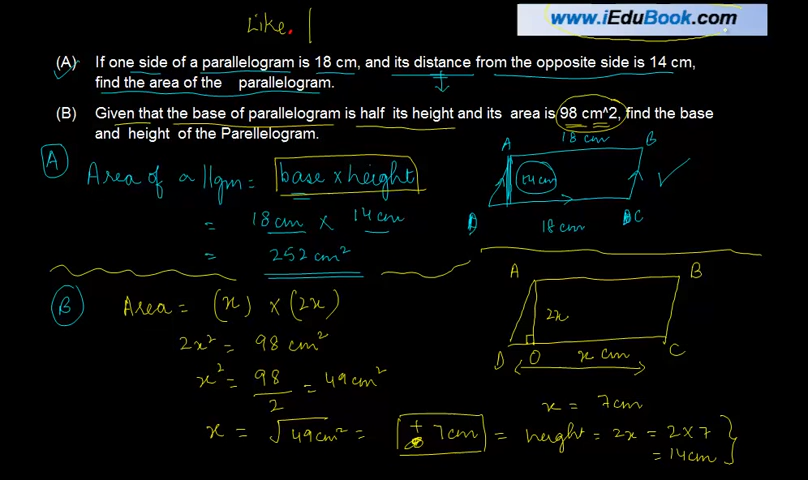 Like.
www.iEduBook.com
(A) If one side of a parallelogram is 18 cm, and its distance from the opposite side is 14 cm,
find the area of the parallelogram.
(B) Given that the base of parallelogram is half its height and its area is 98 cm^2, find the base
and height of the Parellelogram.
A
Area of a ||gm = base × height
= 18cm × 14cm
= 252 cm²
18 cm
A B
14cm
D C
18cm
B
Area = (x) × (2x)
2x² = 98 cm²
x² = 98/2 = 49cm²
x = √49cm² = + 7cm = height = 2x = 2 × 7
= 14cm
A B
2x
D O x cm C
x = 7cm